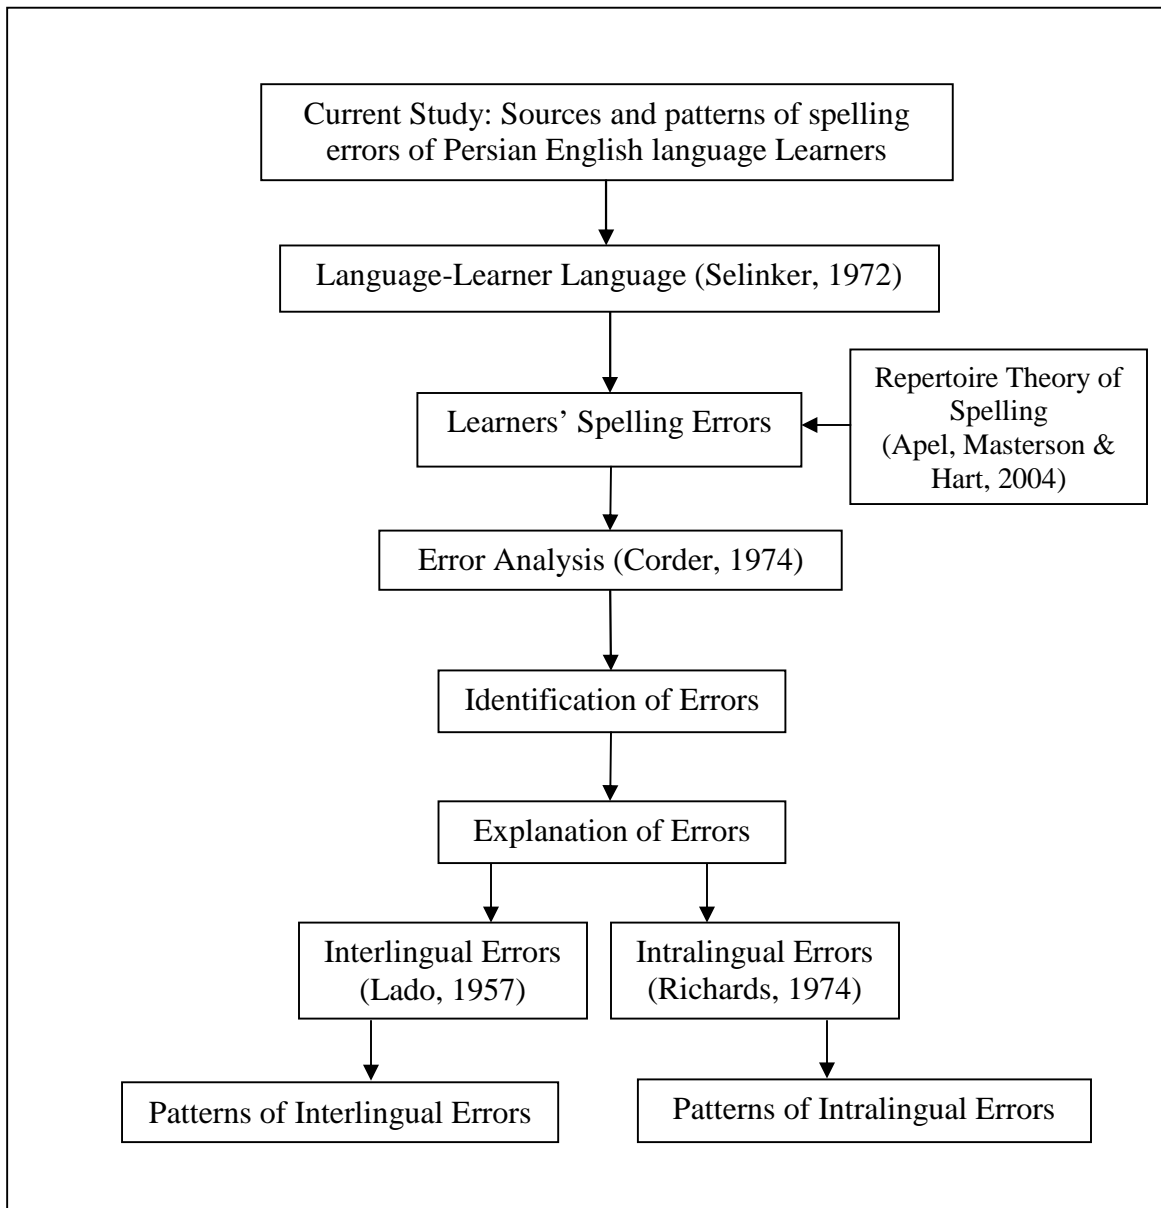 Current Study: Sources and patterns of spelling
errors of Persian English language Learners
Language-Learner Language (Selinker, 1972)
Repertoire Theory of
Spelling
(Apel, Masterson &
Hart, 2004)
Learners’ Spelling Errors
Error Analysis (Corder, 1974)
Identification of Errors
Explanation of Errors
Interlingual Errors
(Lado, 1957)
Intralingual Errors
(Richards, 1974)
Patterns of Interlingual Errors
Patterns of Intralingual Errors